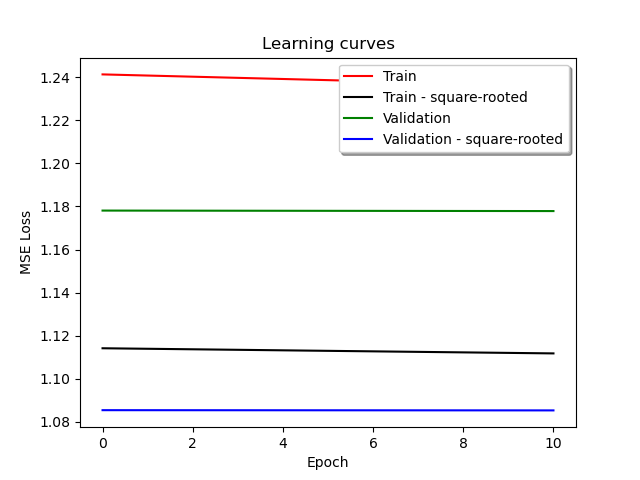 Learning curves
Train
Train - square-rooted
Validation
Validation - square-rooted
1.24
1.22
1.20
1.18
1.16
1.14
1.12
1.10
1.08
MSE Loss
0 2 4 6 8 10
Epoch